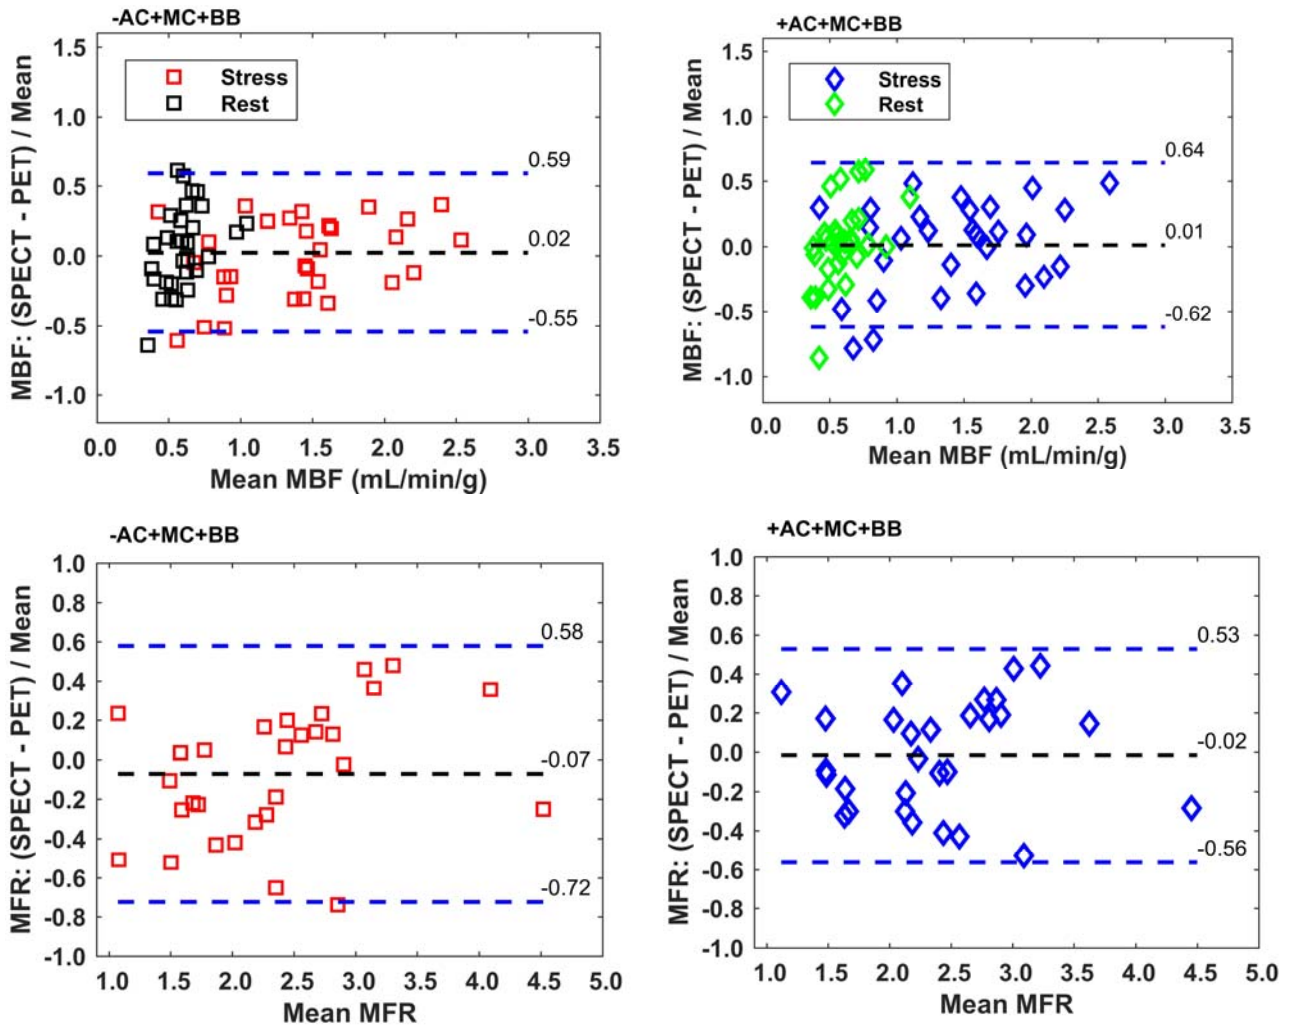 -AC+MC+BB
MBF: (SPECT - PET) / Mean
1.5
1.0
0.5
0.0
-0.5
-1.0
Stress
Rest
0.59
0.02
-0.55
0.0 0.5 1.0 1.5 2.0 2.5 3.0 3.5
Mean MBF (mL/min/g)
+AC+MC+BB
MBF: (SPECT - PET) / Mean
1.5
1.0
0.5
0.0
-0.5
-1.0
Stress
Rest
0.64
0.01
-0.62
0.0 0.5 1.0 1.5 2.0 2.5 3.0 3.5
Mean MBF (mL/min/g)
-AC+MC+BB
MFR: (SPECT - PET) / Mean
1.0
0.8
0.6
0.4
0.2
0.0
-0.2
-0.4
-0.6
-0.8
-1.0
0.58
-0.07
-0.72
1.0 1.5 2.0 2.5 3.0 3.5 4.0 4.5 5.0
Mean MFR
+AC+MC+BB
MFR: (SPECT - PET) / Mean
1.0
0.8
0.6
0.4
0.2
0.0
-0.2
-0.4
-0.6
-0.8
-1.0
0.53
-0.02
-0.56
1.0 1.5 2.0 2.5 3.0 3.5 4.0 4.5 5.0
Mean MFR